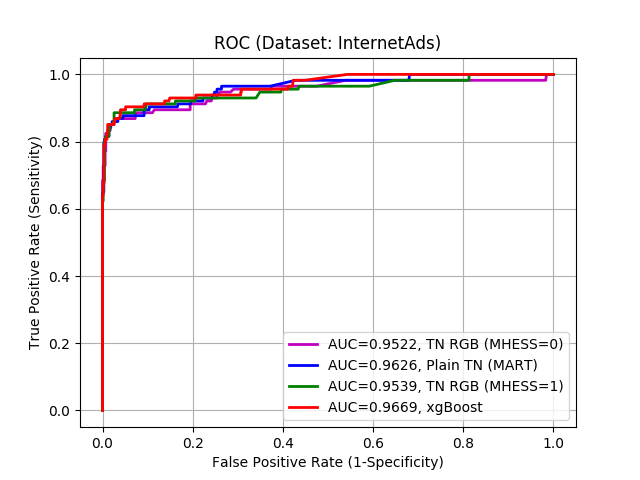 ROC (Dataset: InternetAds)
True Positive Rate (Sensitivity)
1.0
0.8
0.6
0.4
0.2
0.0
AUC=0.9522, TN RGB (MHESS=0)
AUC=0.9626, Plain TN (MART)
AUC=0.9539, TN RGB (MHESS=1)
AUC=0.9669, xgBoost
0.0 0.2 0.4 0.6 0.8 1.0
False Positive Rate (1-Specificity)